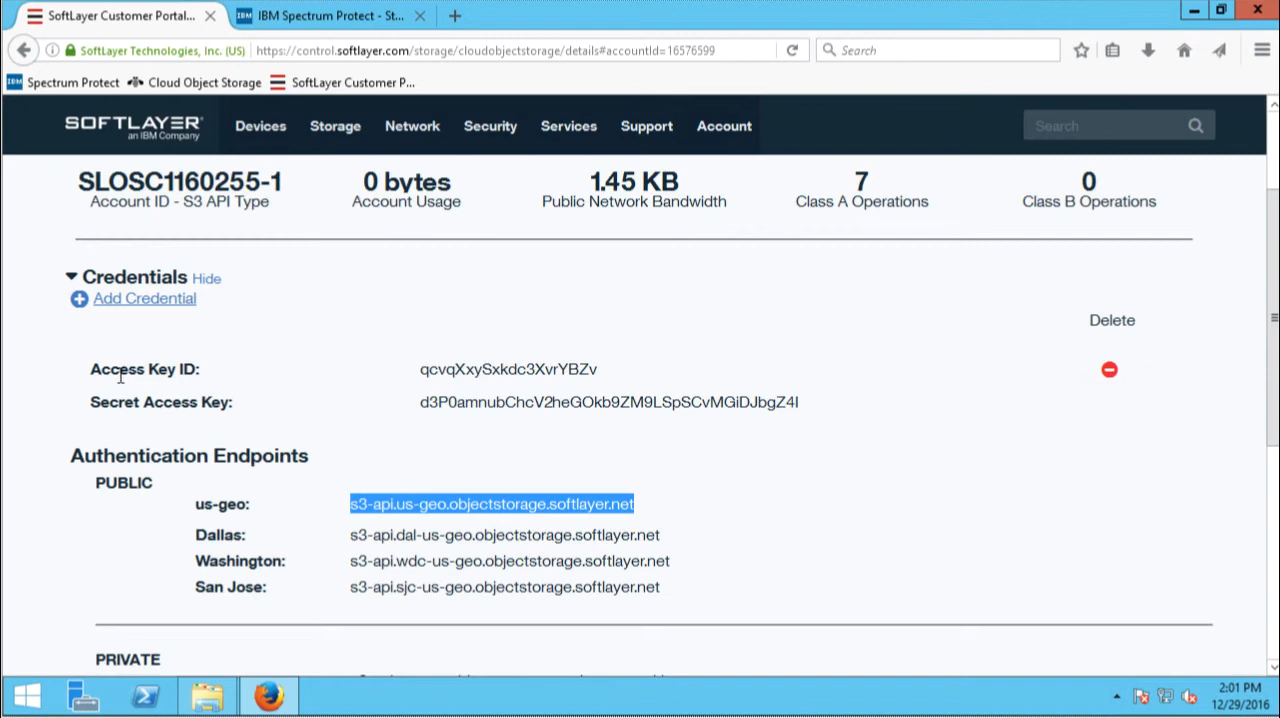 SoftLayer Customer Portal...
IBM IBM Spectrum Protect - St...
SoftLayer Technologies, Inc. (US) https://control.softlayer.com/storage/cloudobjectstorage/details#accountId=16576599 Search
IBM Spectrum Protect Cloud Object Storage SoftLayer Customer P...
SOFTLAYER Devices Storage Network Security Services Support Account Search
an IBM Company
SLOSC1160255-1 0 bytes 1.45 KB 7 0
Account ID - S3 API Type Account Usage Public Network Bandwidth Class A Operations Class B Operations
Credentials Hide
Add Credential
Delete
Access Key ID: qcvqXxySxkdc3XvrYBZv
Secret Access Key: d3P0amnubChcV2heGOkb9ZM9LSpSCvMGiDJbgZ4I
Authentication Endpoints
PUBLIC
us-geo: s3-api.us-geo.objectstorage.softlayer.net
Dallas: s3-api.dal-us-geo.objectstorage.softlayer.net
Washington: s3-api.wdc-us-geo.objectstorage.softlayer.net
San Jose: s3-api.sjc-us-geo.objectstorage.softlayer.net
PRIVATE
2:01 PM
12/29/2016